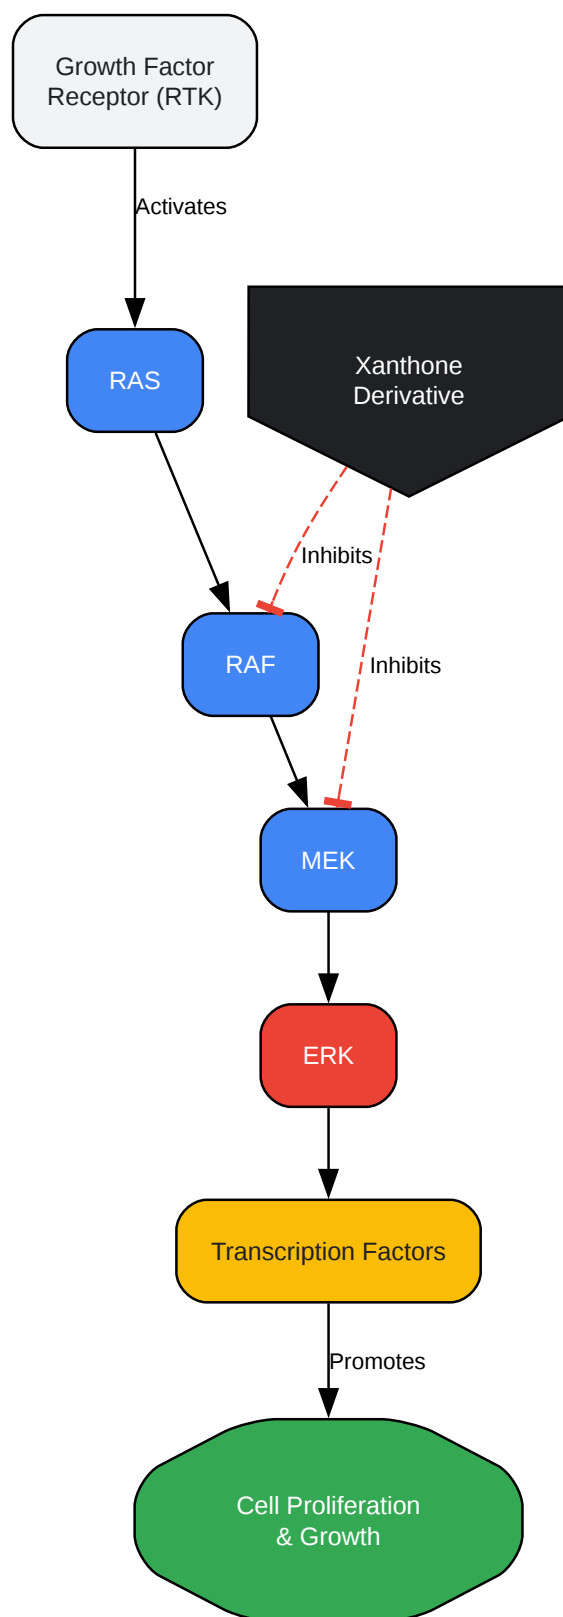 Growth Factor
Receptor (RTK)
Activates
RAS
Xanthone
Derivative
Inhibits
RAF
Inhibits
MEK
ERK
Transcription Factors
Promotes
Cell Proliferation
& Growth